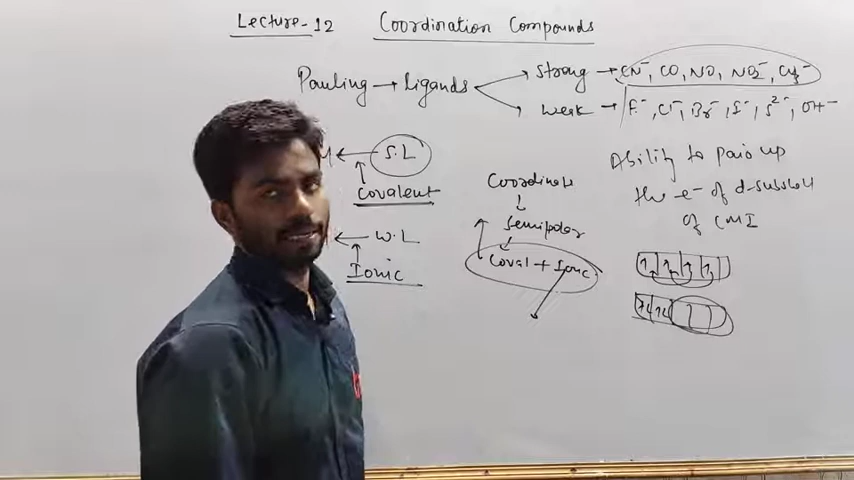 Lecture-12 Coordination Compounds
Pauling → Ligands
Strong → CN⁻, CO, NO, NO₂⁻, CH₃⁻
weak → F⁻, Cl⁻, Br⁻, I⁻, S²⁻, OH⁻
M ← S.L
Covalent
← W.L
Ionic
Coordinate
Semipolar
Coval + Ionic
Ability to pair up
the e⁻ of d-subshell
of CMI